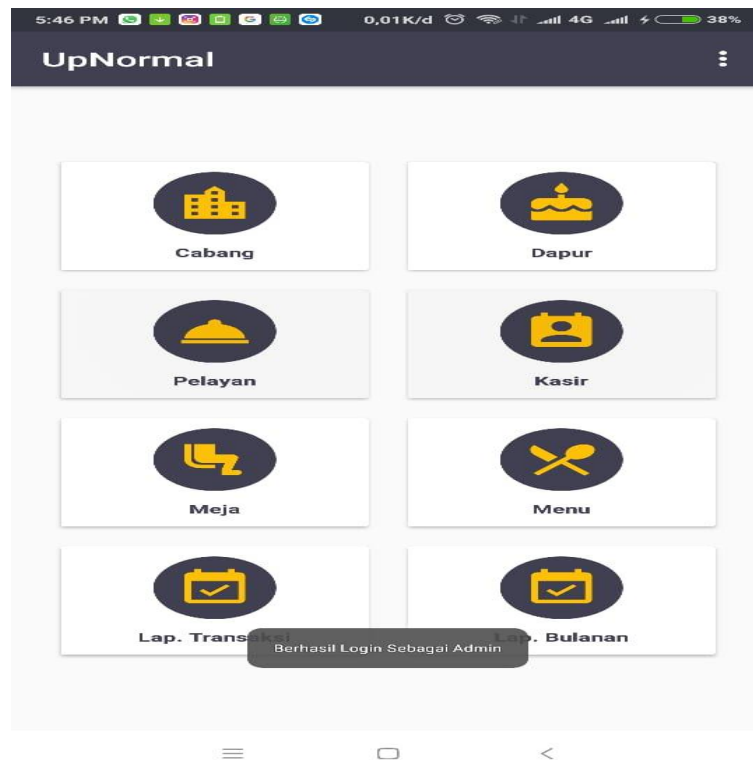 5:46 PM 0,01K/d 4G 38%
UpNormal
Cabang
Dapur
Pelayan
Kasir
Meja
Menu
Lap. Transaksi
Lap. Bulanan
Berhasil Login Sebagai Admin